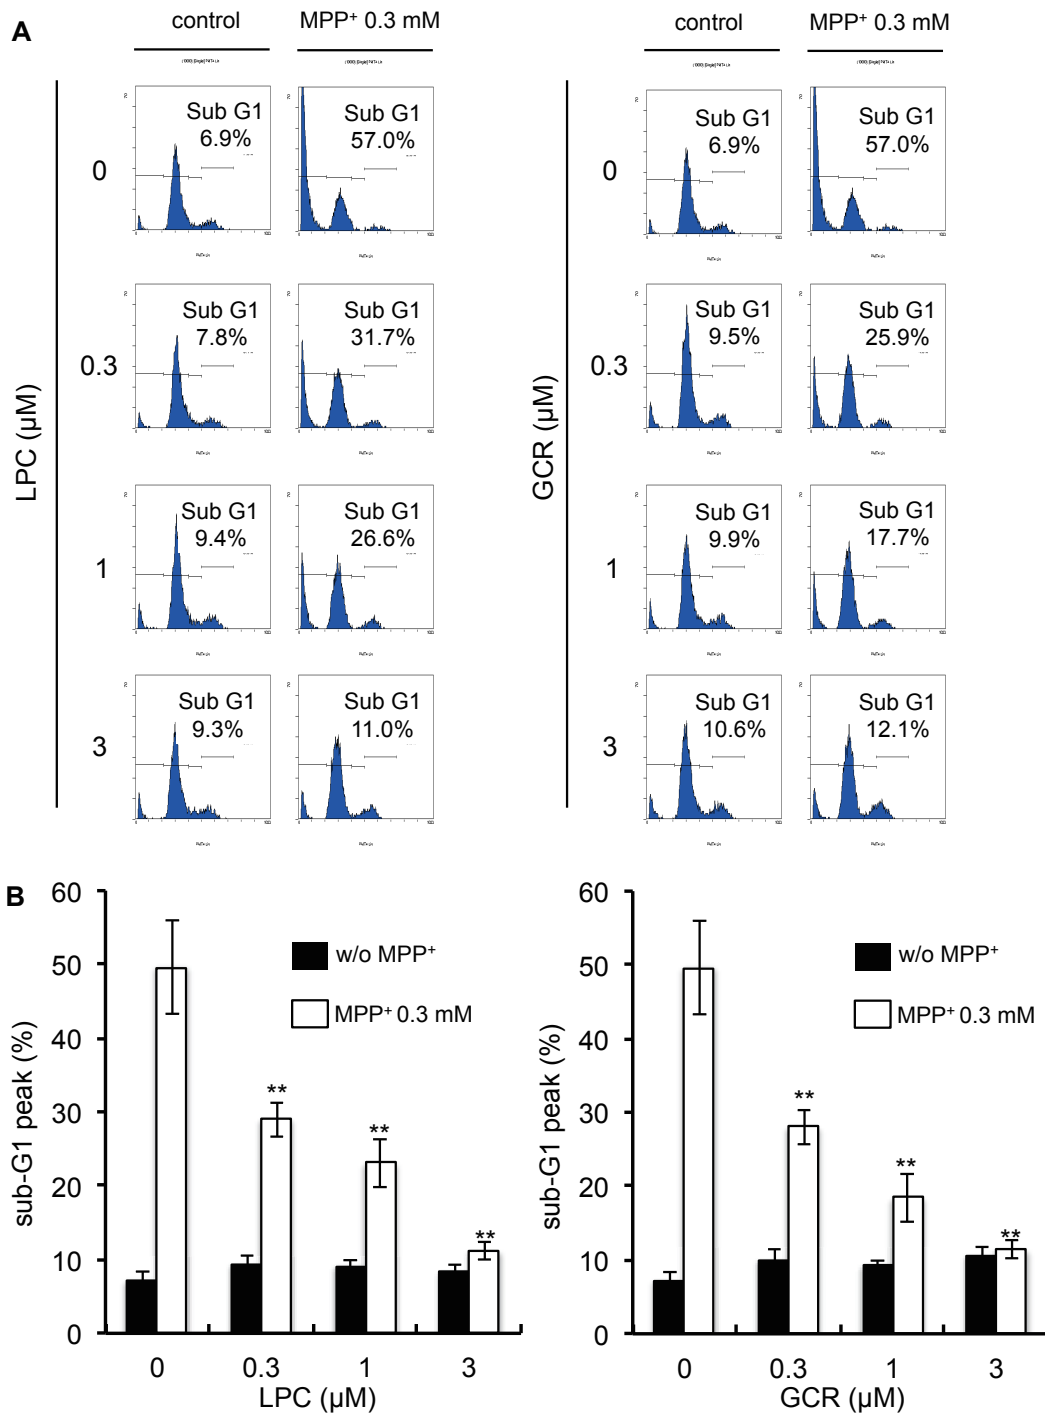 A
control MPP⁺ 0.3 mM control MPP⁺ 0.3 mM
LPC (µM)
0
Sub G1
6.9%
Sub G1
57.0%
0.3
Sub G1
7.8%
Sub G1
31.7%
1
Sub G1
9.4%
Sub G1
26.6%
3
Sub G1
9.3%
Sub G1
11.0%
GCR (µM)
0
Sub G1
6.9%
Sub G1
57.0%
0.3
Sub G1
9.5%
Sub G1
25.9%
1
Sub G1
9.9%
Sub G1
17.7%
3
Sub G1
10.6%
Sub G1
12.1%
B
sub-G1 peak (%)
60
50
40
30
20
10
0
w/o MPP⁺
MPP⁺ 0.3 mM
**
**
**
0 0.3 1 3
LPC (µM)
sub-G1 peak (%)
60
50
40
30
20
10
0
w/o MPP⁺
MPP⁺ 0.3 mM
**
**
**
0 0.3 1 3
GCR (µM)